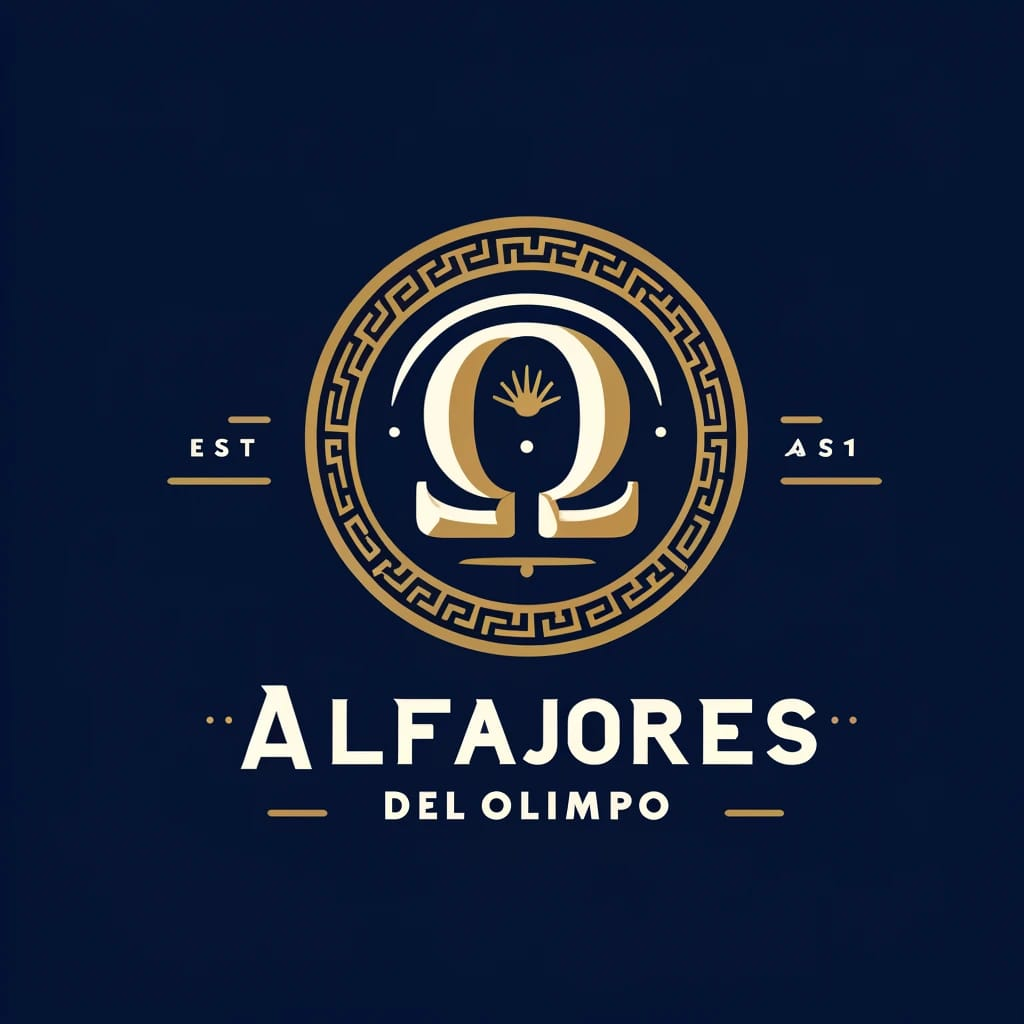 Ω
EST AS1
ALFAJORES
DEL OLIMPO